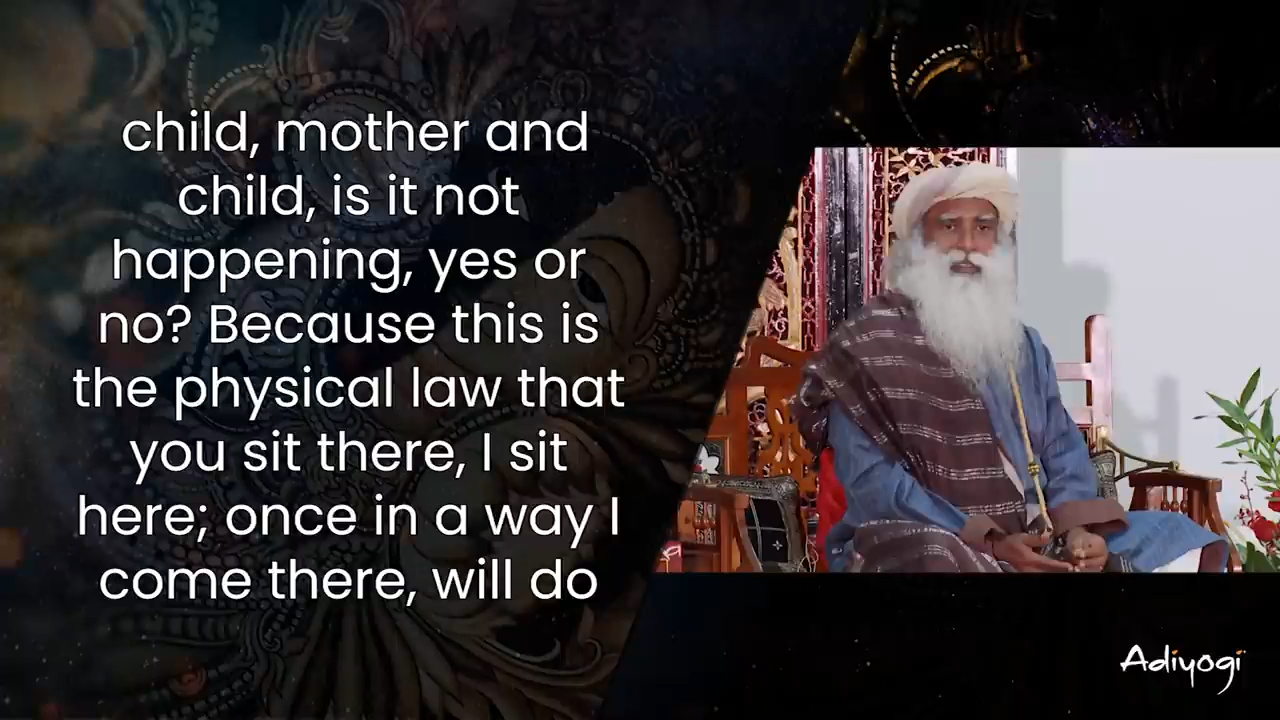 child, mother and
child, is it not
happening, yes or
no? Because this is
the physical law that
you sit there, I sit
here; once in a way I
come there, will do
Adiyogi